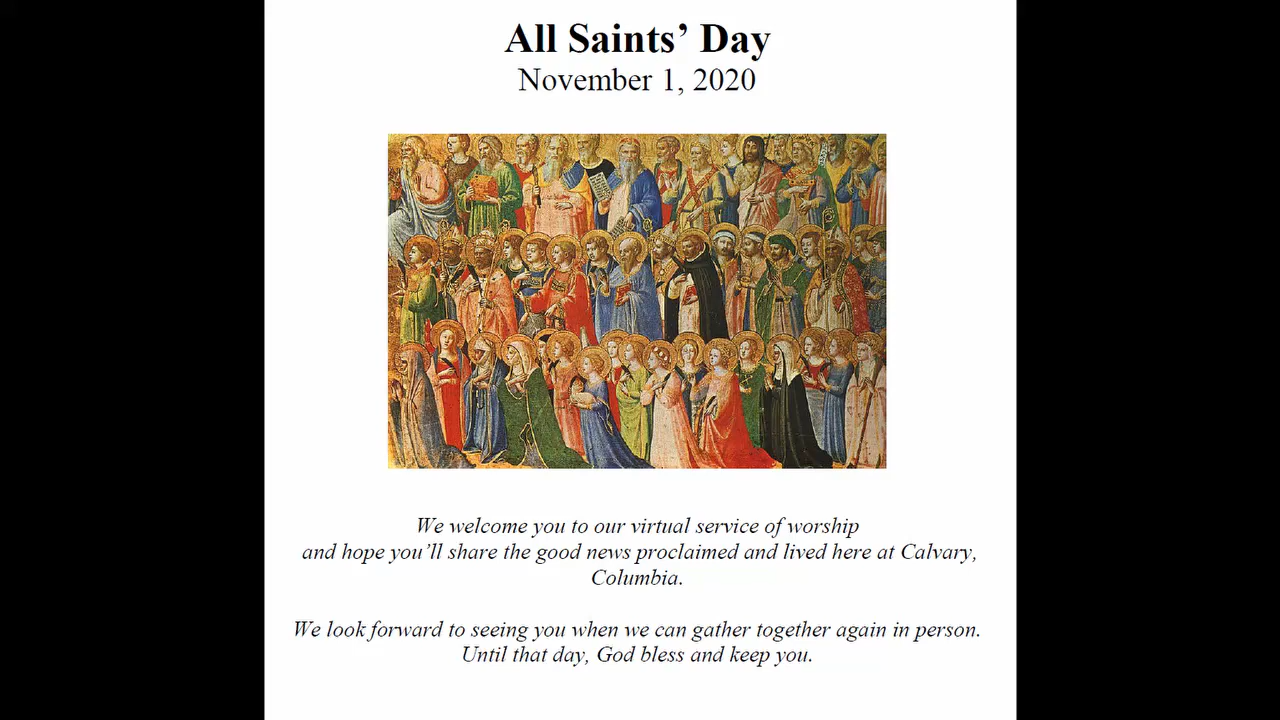 All Saints’ Day
November 1, 2020
We welcome you to our virtual service of worship
and hope you’ll share the good news proclaimed and lived here at Calvary,
Columbia.
We look forward to seeing you when we can gather together again in person.
Until that day, God bless and keep you.